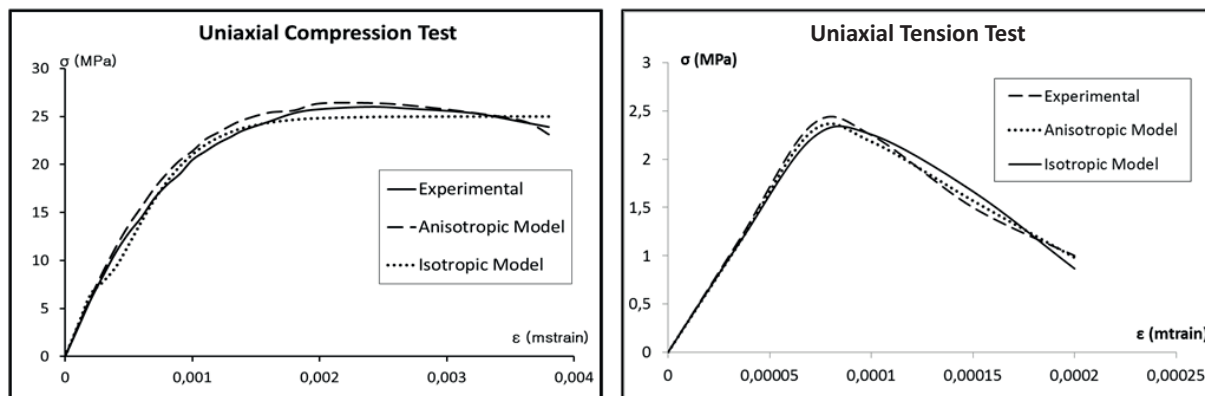 Uniaxial Compression Test
σ (MPa)
30
25
20
15
10
5
0
Experimental
Anisotropic Model
Isotropic Model
ε (mstrain)
0 0,001 0,002 0,003 0,004
Uniaxial Tension Test
σ (MPa)
3
2,5
2
1,5
1
0,5
0
Experimental
Anisotropic Model
Isotropic Model
ε (mtrain)
0 0,00005 0,0001 0,00015 0,0002 0,00025